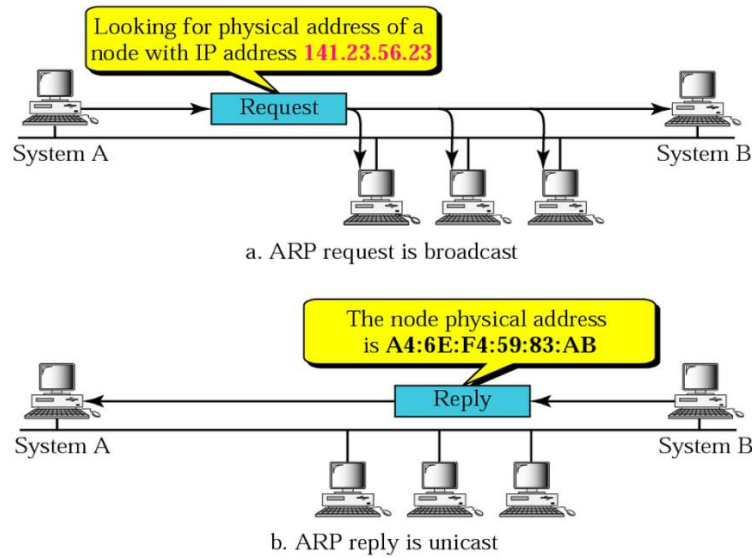 Looking for physical address of a
node with IP address 141.23.56.23
Request
System A
System B
a. ARP request is broadcast
The node physical address
is A4:6E:F4:59:83:AB
Reply
System A
System B
b. ARP reply is unicast